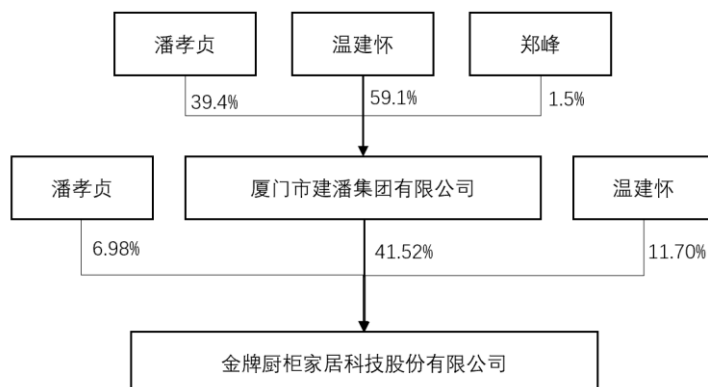 潘孝贞
温建怀
郑峰
39.4%
59.1%
1.5%
潘孝贞
厦门市建潘集团有限公司
温建怀
6.98%
41.52%
11.70%
金牌厨柜家居科技股份有限公司